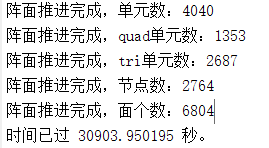 阵面推进完成，单元数：4040
阵面推进完成，quad单元数：1353
阵面推进完成，tri单元数：2687
阵面推进完成，节点数：2764
阵面推进完成，面个数：6804
时间已过 30903.950195 秒。